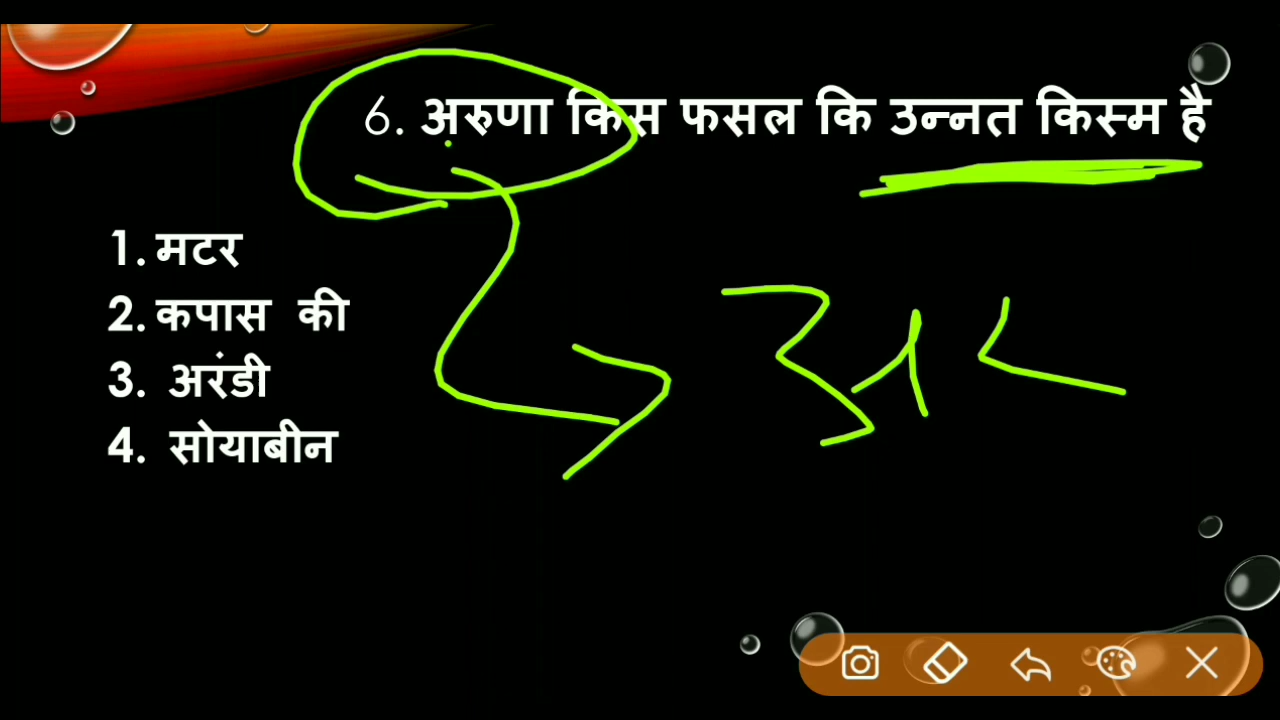 6. अरुणा किस फसल कि उन्नत किस्म है
1. मटर
2. कपास की
3. अरंडी
4. सोयाबीन